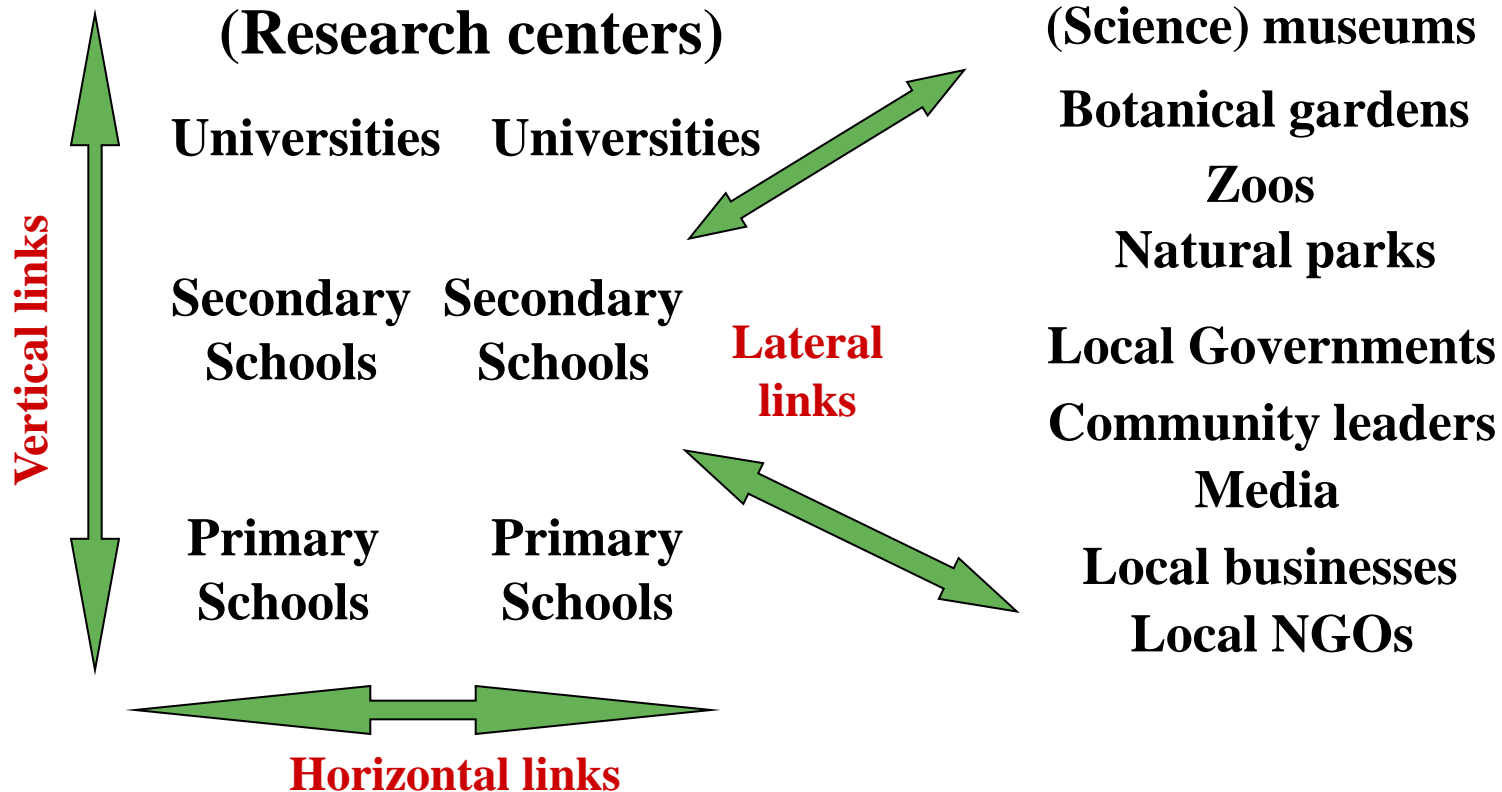 (Research centers)
Universities Universities
Secondary Schools
Secondary Schools
Primary Schools
Primary Schools
Vertical links
Horizontal links
Lateral
links
(Science) museums
Botanical gardens
Zoos
Natural parks
Local Governments
Community leaders
Media
Local businesses
Local NGOs